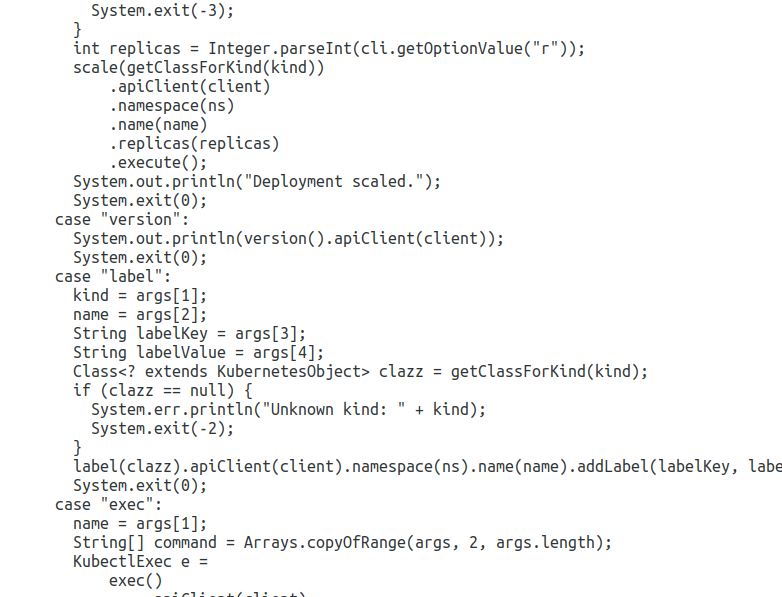 System.exit(-3);
}
int replicas = Integer.parseInt(cli.getOptionValue("r"));
scale(getClassForKind(kind))
.apiClient(client)
.namespace(ns)
.name(name)
.replicas(replicas)
.execute();
System.out.println("Deployment scaled.");
System.exit(0);
case "version":
System.out.println(version().apiClient(client));
System.exit(0);
case "label":
kind = args[1];
name = args[2];
String labelKey = args[3];
String labelValue = args[4];
Class<? extends KubernetesObject> clazz = getClassForKind(kind);
if (clazz == null) {
System.err.println("Unknown kind: " + kind);
System.exit(-2);
}
label(clazz).apiClient(client).namespace(ns).name(name).addLabel(labelKey, labe
System.exit(0);
case "exec":
name = args[1];
String[] command = Arrays.copyOfRange(args, 2, args.length);
KubectlExec e =
exec()